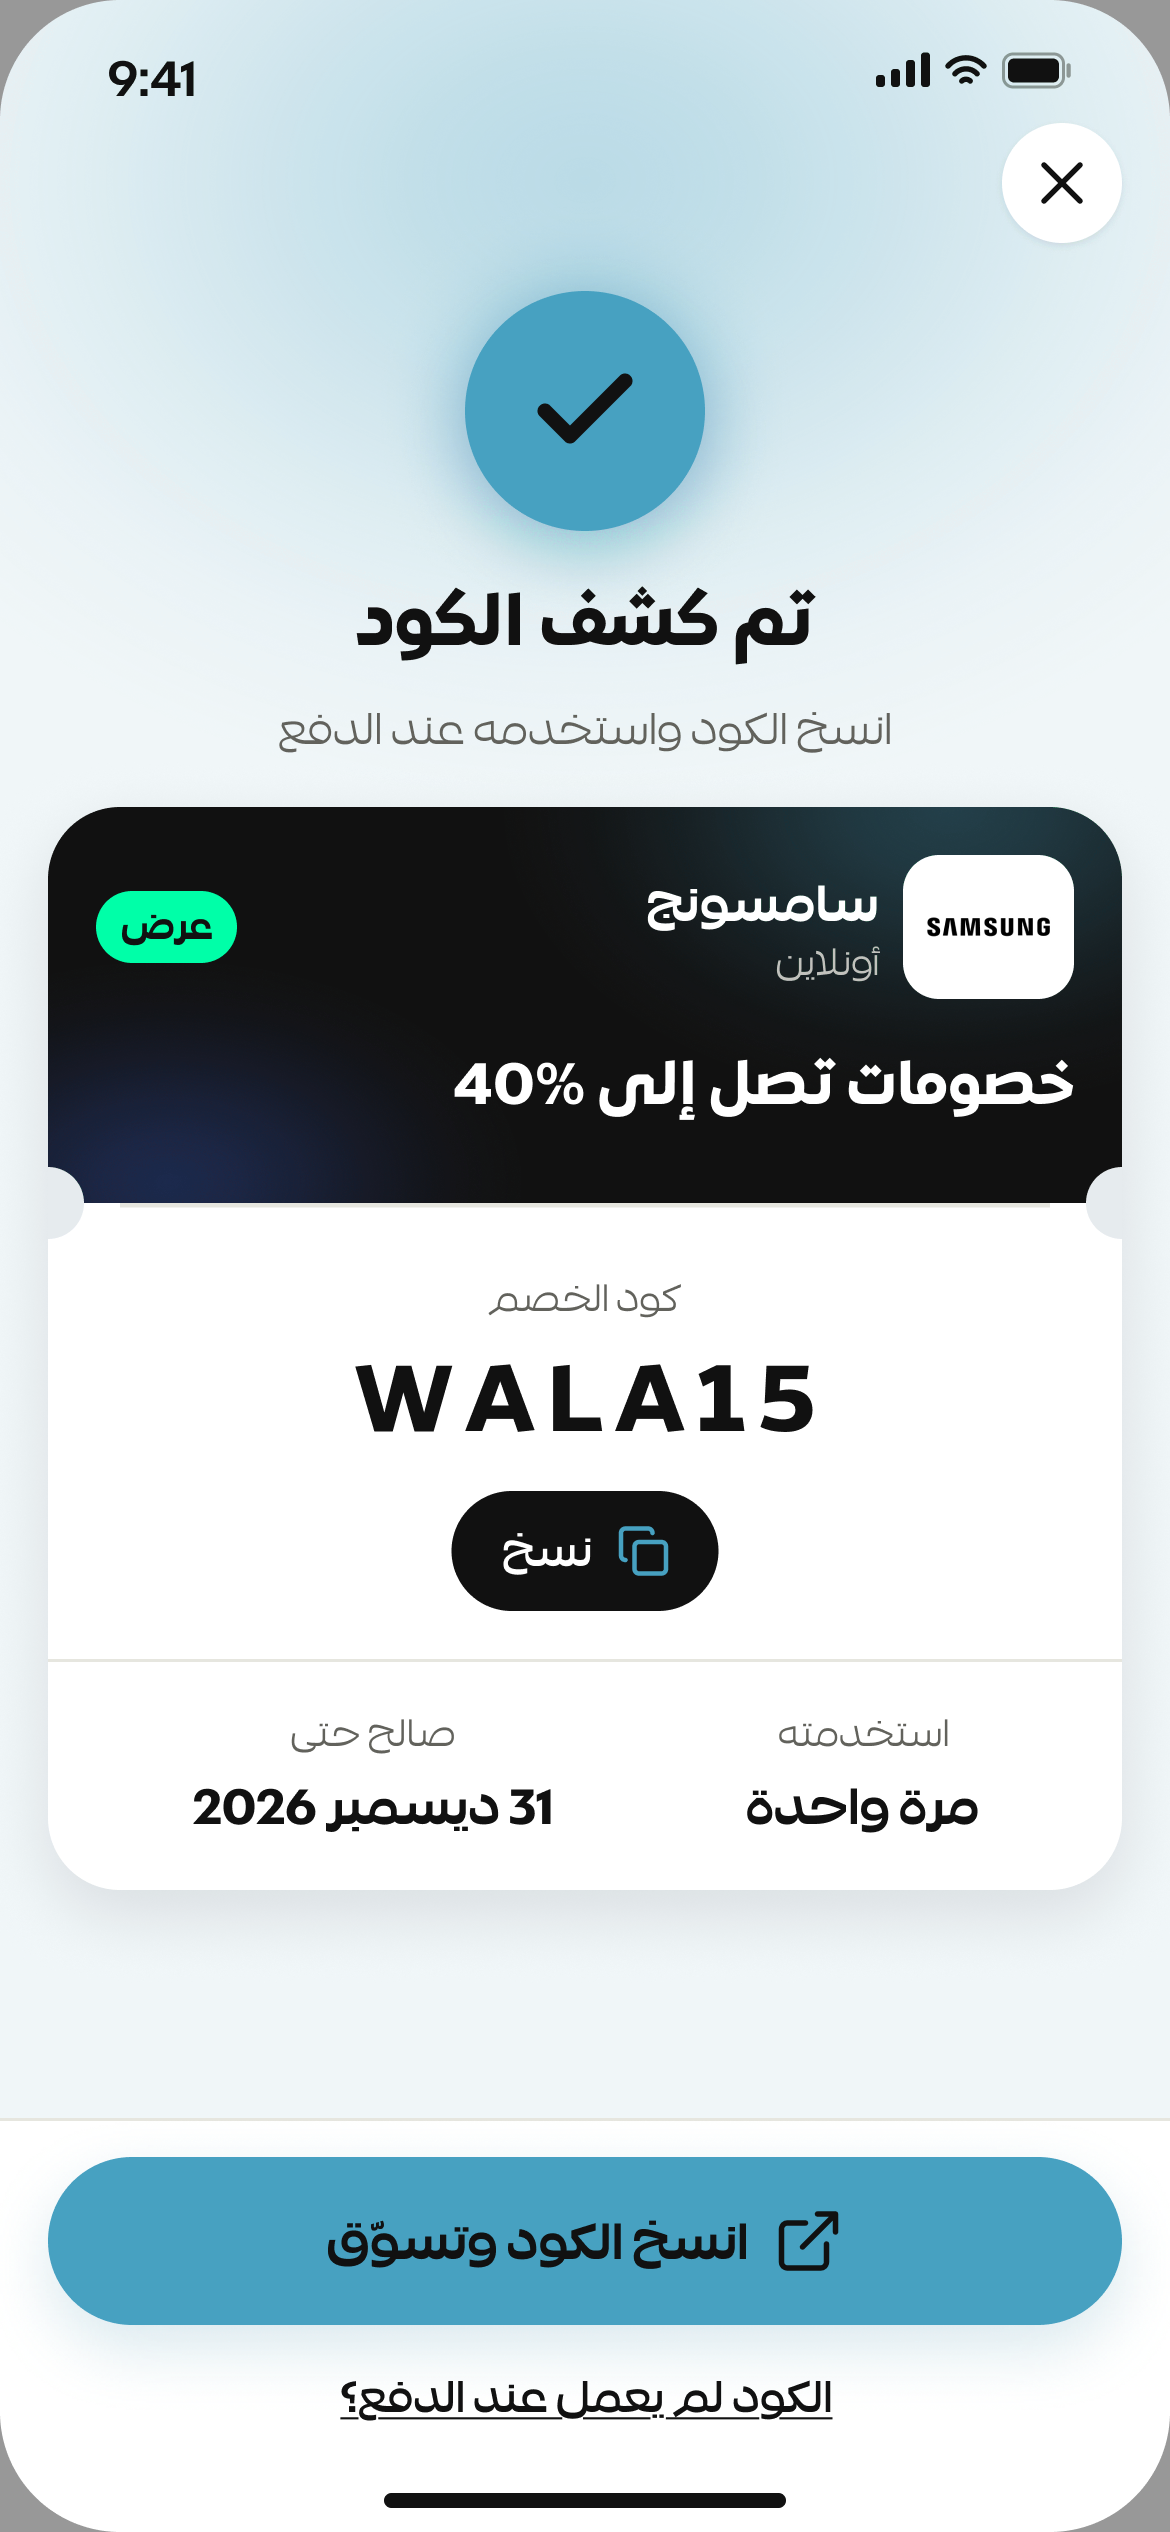 9:41
تم كشف الكود
انسخ الكود واستخدمه عند الدفع
SAMSUNG
سامسونج
أونلاين
عرض
خصومات تصل إلى 40%
كود الخصم
WALA15
نسخ
استخدمته
مرة واحدة
صالح حتى
31 ديسمبر 2026
انسخ الكود وتسوّق
الكود لم يعمل عند الدفع؟